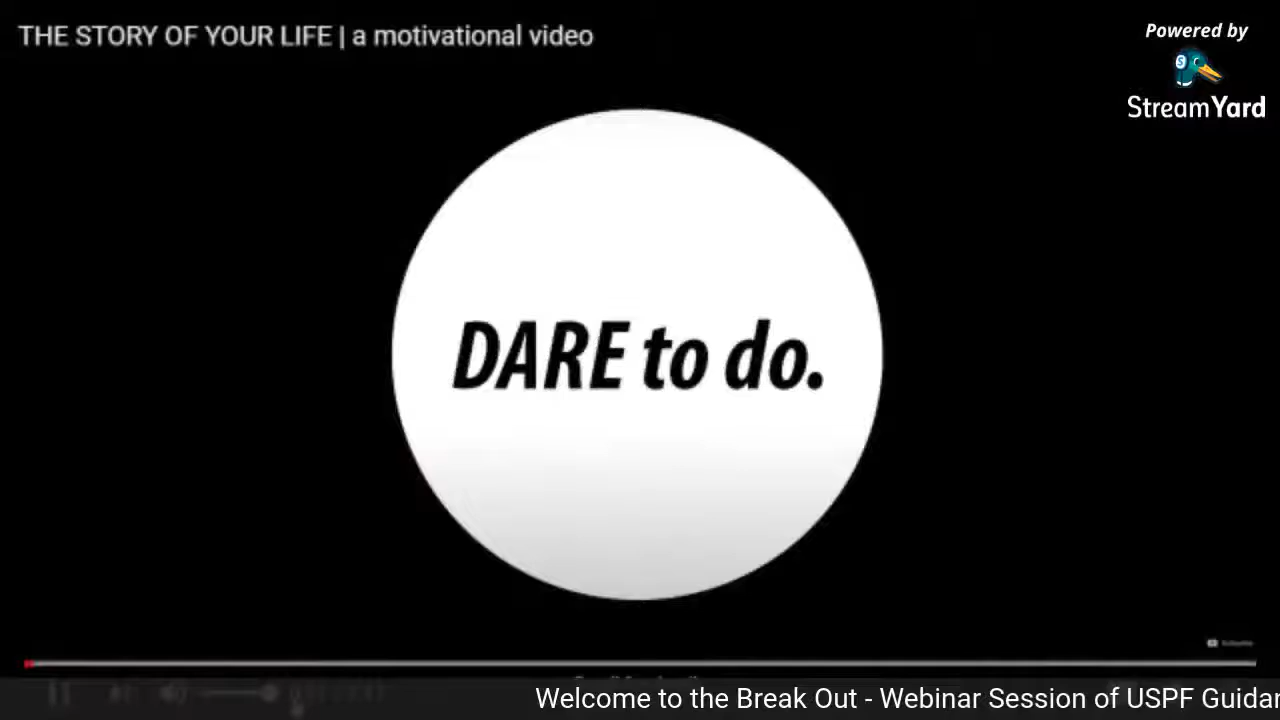 THE STORY OF YOUR LIFE | a motivational video
Powered by
StreamYard
DARE to do.
Welcome to the Break Out - Webinar Session of USPF Guidan